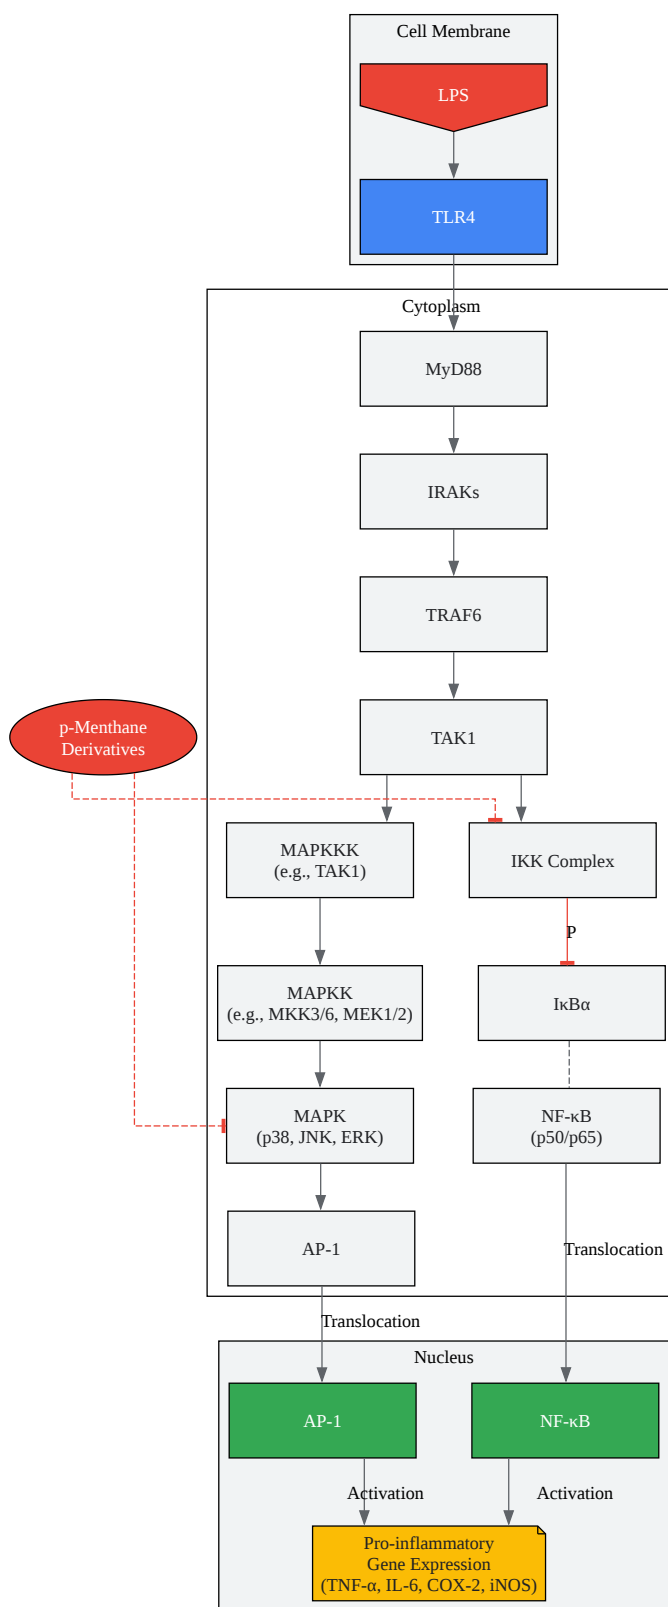 Cell Membrane
LPS
TLR4
Cytoplasm
MyD88
IRAKs
TRAF6
p-Menthane
Derivatives
TAK1
MAPKKK
(e.g., TAK1)
IKK Complex
P
MAPKK
(e.g., MKK3/6, MEK1/2)
IκBα
MAPK
(p38, JNK, ERK)
NF-κB
(p50/p65)
AP-1
Translocation
Translocation
Nucleus
AP-1
NF-κB
Activation
Activation
Pro-inflammatory
Gene Expression
(TNF-α, IL-6, COX-2, iNOS)